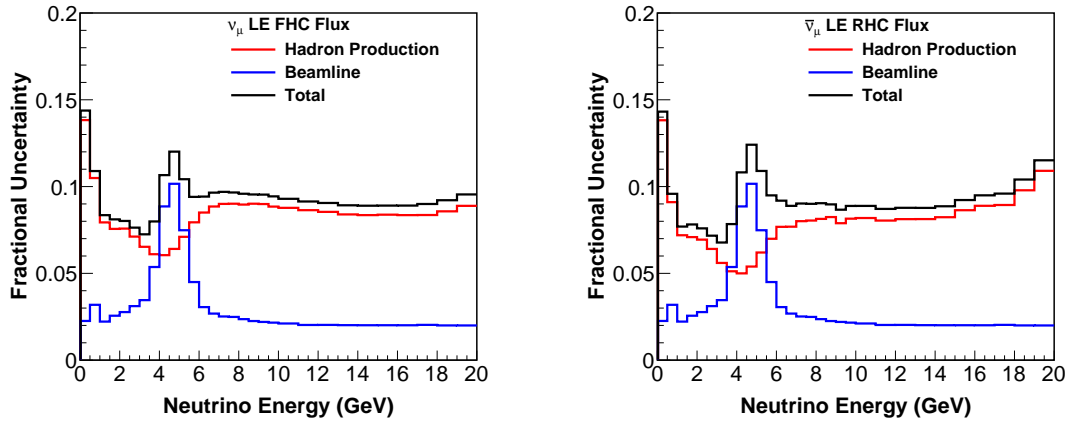 ν_μ LE FHC Flux
Hadron Production
Beamline
Total
Fractional Uncertainty
0.2
0.15
0.1
0.05
0
0 2 4 6 8 10 12 14 16 18 20
Neutrino Energy (GeV)
ν̅_μ LE RHC Flux
Hadron Production
Beamline
Total
Fractional Uncertainty
0.2
0.15
0.1
0.05
0
0 2 4 6 8 10 12 14 16 18 20
Neutrino Energy (GeV)